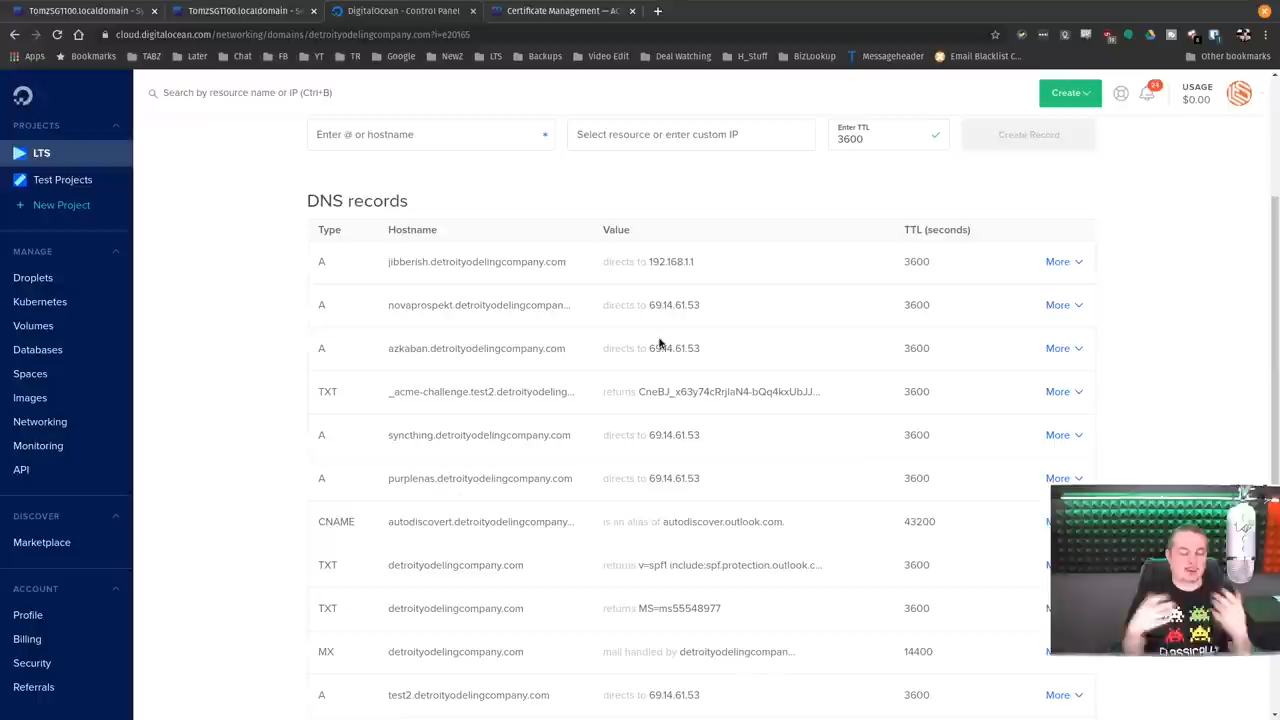 TomzSG1100.localdomain - Sy
TomzSG1100.localdomain - Se
DigitalOcean - Control Panel
Certificate Management — AC
cloud.digitalocean.com/networking/domains/detroityodelingcompany.com?i=e20165
Apps Bookmarks TABZ Later Chat FB YT TR Google NewZ LTS Backups Video Edit Deal Watching H_Stuff BizLookup Messageheader Email Blacklist C... Other bookmarks
Search by resource name or IP (Ctrl+B)
Create
24
USAGE
$0.00
PROJECTS
LTS
Test Projects
+ New Project
MANAGE
Droplets
Kubernetes
Volumes
Databases
Spaces
Images
Networking
Monitoring
API
DISCOVER
Marketplace
ACCOUNT
Profile
Billing
Security
Referrals
Enter @ or hostname *
Select resource or enter custom IP
Enter TTL
3600
Create Record
DNS records
Type Hostname Value TTL (seconds)
A jibberish.detroityodelingcompany.com directs to 192.168.1.1 3600 More
A novaprospekt.detroityodelingcompan... directs to 69.14.61.53 3600 More
A azkaban.detroityodelingcompany.com directs to 69.14.61.53 3600 More
TXT _acme-challenge.test2.detroityodeling... returns CneBJ_x63y74cRrjlaN4-bQq4kxUbJJ... 3600 More
A syncthing.detroityodelingcompany.com directs to 69.14.61.53 3600 More
A purplenas.detroityodelingcompany.com directs to 69.14.61.53 3600 More
CNAME autodiscovert.detroityodelingcompany... is an alias of autodiscover.outlook.com. 43200
TXT detroityodelingcompany.com returns v=spf1 include:spf.protection.outlook.c... 3600
TXT detroityodelingcompany.com returns MS=ms55548977 3600
MX detroityodelingcompany.com mail handled by detroityodelingcompan... 14400
A test2.detroityodelingcompany.com directs to 69.14.61.53 3600 More